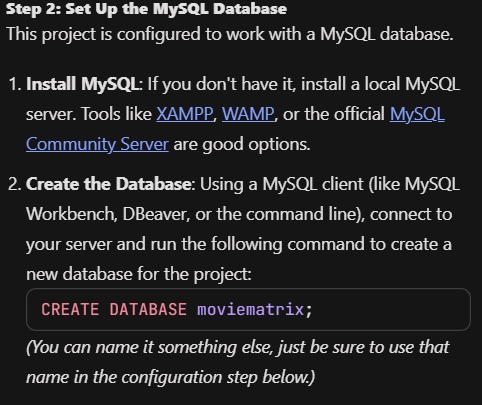 Step 2: Set Up the MySQL Database
This project is configured to work with a MySQL database.
1. Install MySQL: If you don't have it, install a local MySQL
server. Tools like XAMPP, WAMP, or the official MySQL
Community Server are good options.
2. Create the Database: Using a MySQL client (like MySQL
Workbench, DBeaver, or the command line), connect to
your server and run the following command to create a
new database for the project:
CREATE DATABASE moviematrix;
(You can name it something else, just be sure to use that
name in the configuration step below.)